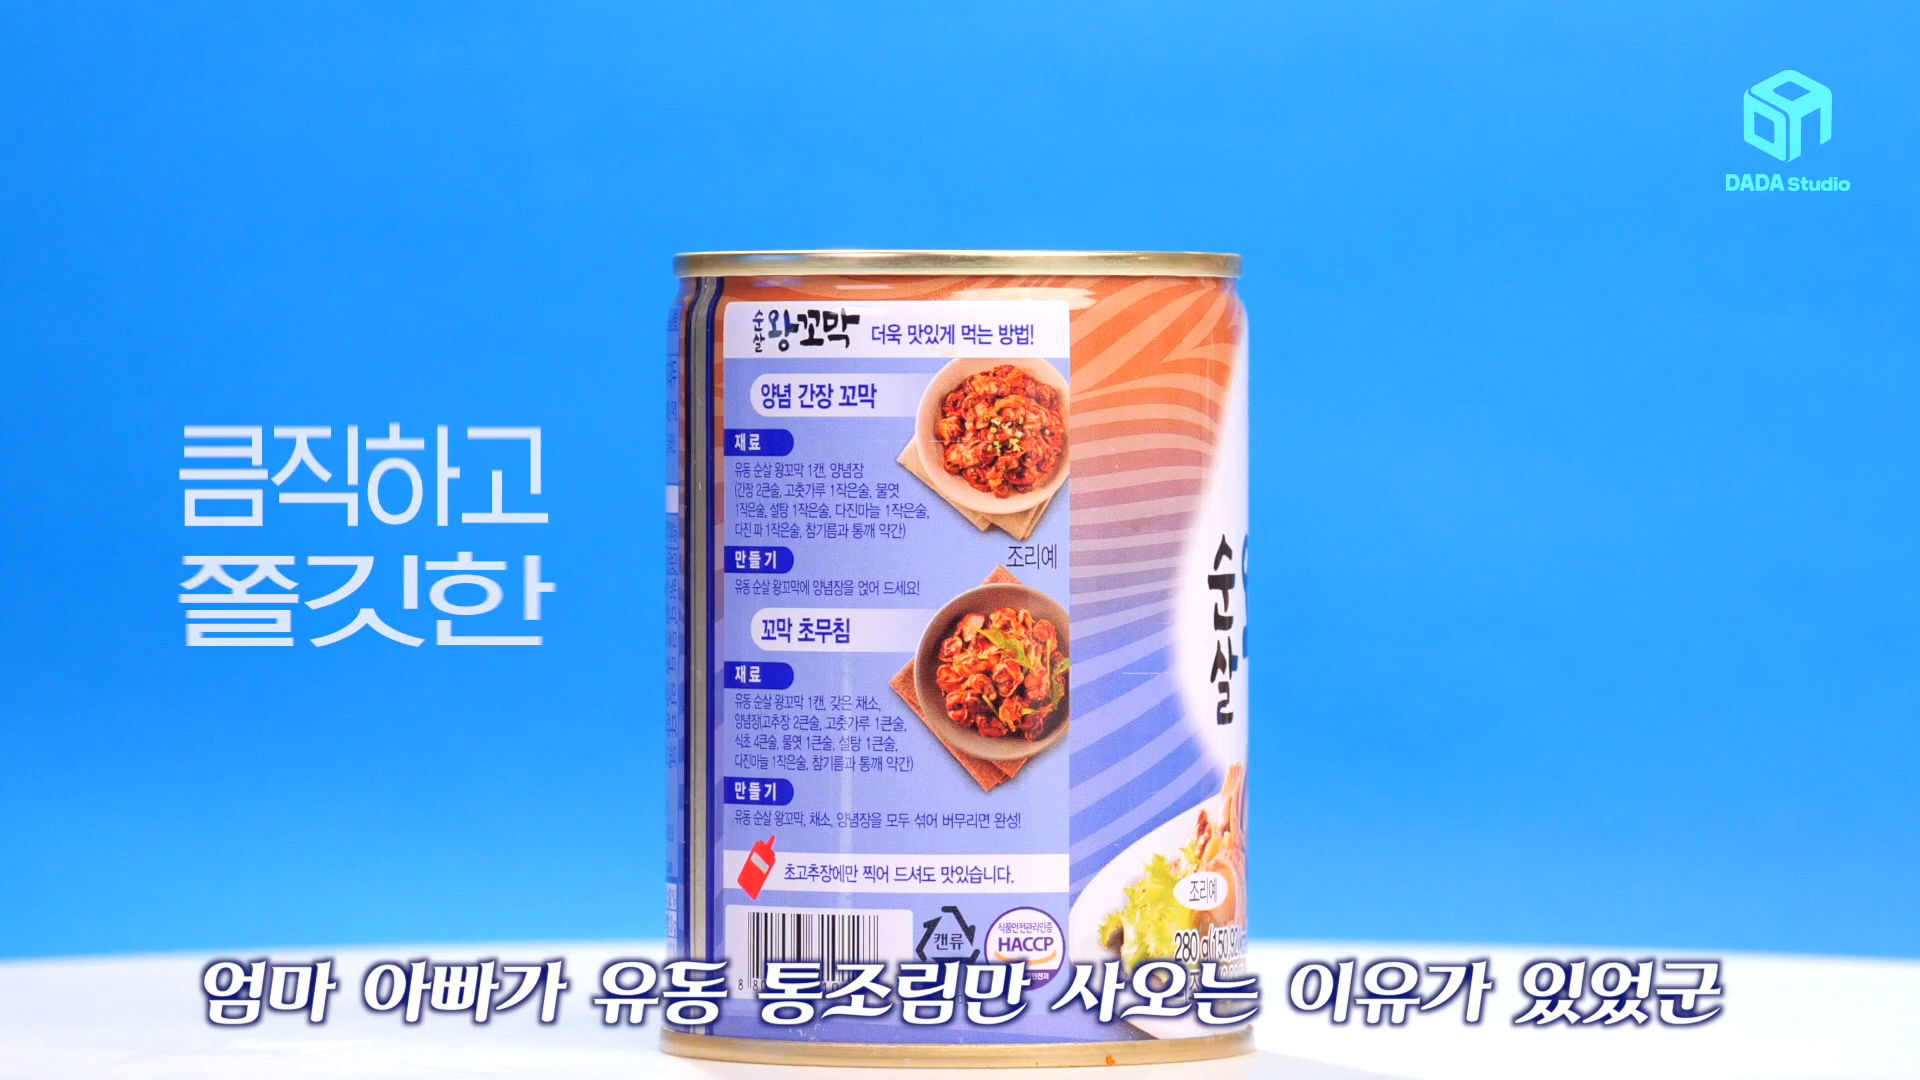 DADA Studio
큼직하고
쫄깃한
순살 왕꼬막 더욱 맛있게 먹는 방법!
양념 간장 꼬막
재료
유동 순살 왕꼬막 1캔, 양념장
(간장 2큰술, 고춧가루 1작은술, 물엿
1작은술, 설탕 1작은술, 다진마늘 1작은술,
다진 파 1작은술, 참기름과 통깨 약간)
조리예
만들기
유동 순살 왕꼬막에 양념장을 얹어 드세요!
꼬막 초무침
재료
유동 순살 왕꼬막 1캔, 갖은 채소,
양념장(고추장 2큰술, 고춧가루 1큰술,
식초 4큰술, 물엿 1큰술, 설탕 1큰술,
다진마늘 1작은술, 참기름과 통깨 약간)
만들기
유동 순살 왕꼬막, 채소, 양념장을 모두 섞어 버무리면 완성!
초고추장에만 찍어 드셔도 맛있습니다.
캔류
식품안전관리인증
HACCP
순살
조리예
280 g
엄마 아빠가 유동 통조림만 사오는 이유가 있었군